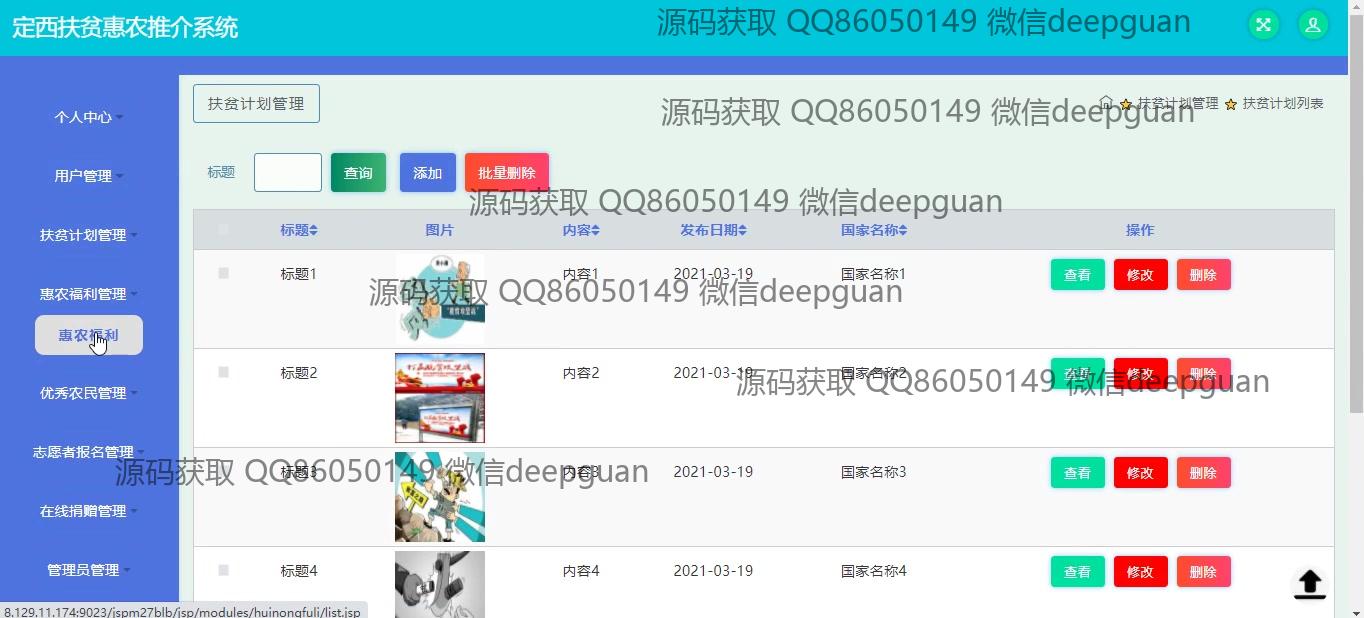 定西扶贫惠农推介系统
源码获取 QQ86050149 微信deepguan
个人中心
用户管理
扶贫计划管理
惠农福利管理
惠农福利
优秀农民管理
志愿者报名管理
在线捐赠管理
管理员管理
扶贫计划管理
扶贫计划管理 扶贫计划列表
源码获取 QQ86050149 微信deepguan
标题 查询 添加 批量删除
源码获取 QQ86050149 微信deepguan
标题 图片 内容 发布日期 国家名称 操作
标题1 内容1 2021-03-19 国家名称1 查看 修改 删除
源码获取 QQ86050149 微信deepguan
标题2 内容2 2021-03-19 国家名称2 查看 修改 删除
源码获取 QQ86050149 微信deepguan
标题3 内容3 2021-03-19 国家名称3 查看 修改 删除
源码获取 QQ86050149 微信deepguan
标题4 内容4 2021-03-19 国家名称4 查看 修改 删除
8.129.11.174:9023/jspm27blb/jsp/modules/huinongfuli/list.jsp